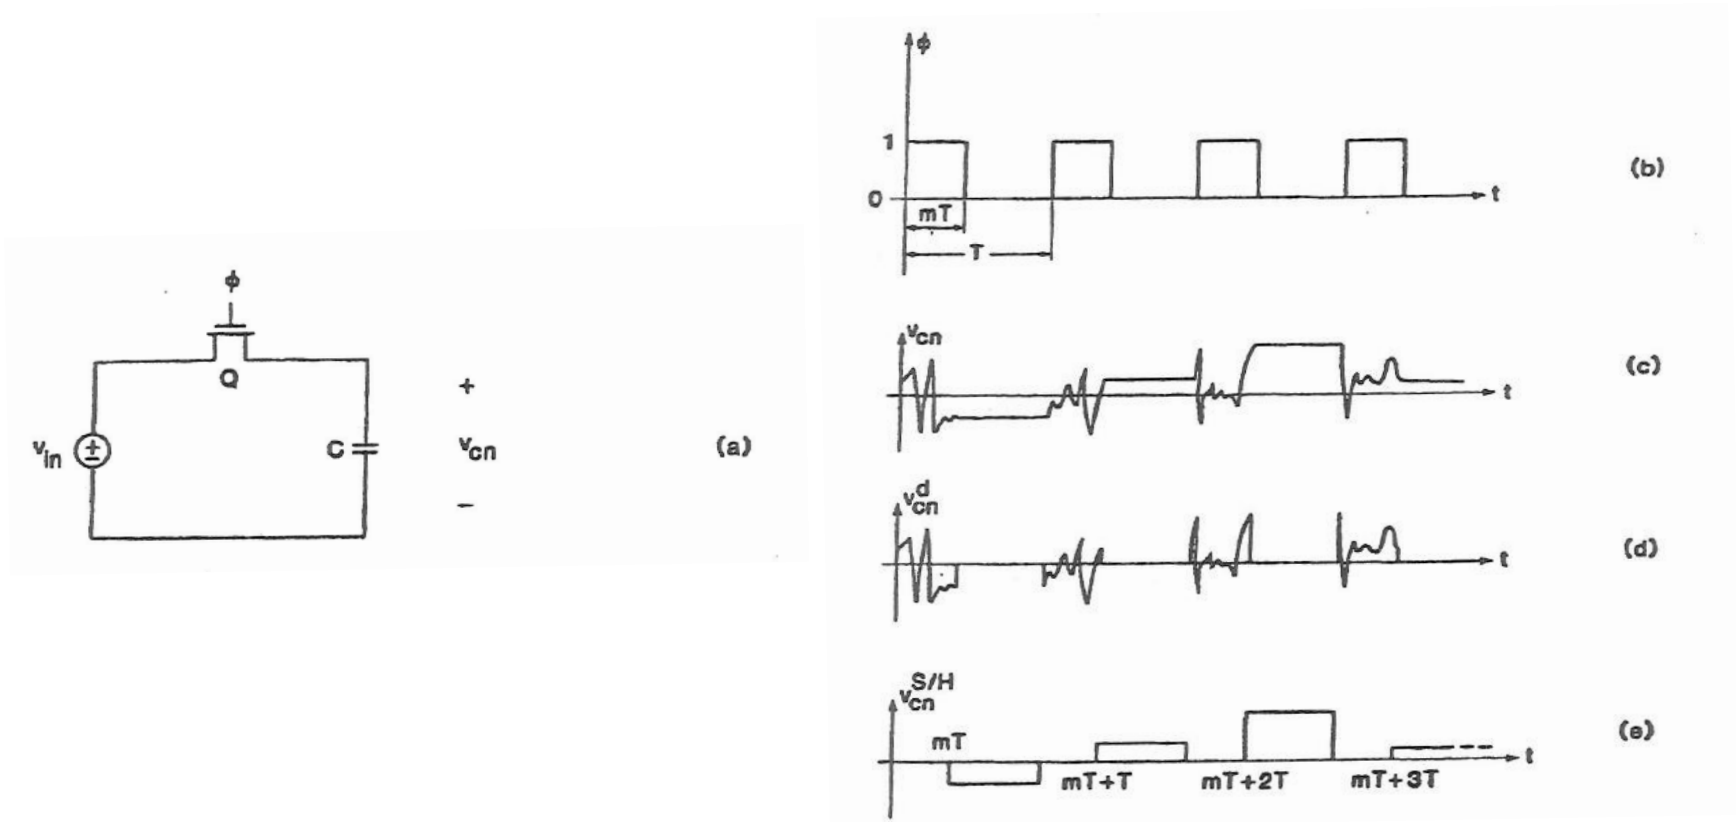 ϕ
Q
v_in
C
+
v_cn
−
(a)
ϕ
1
0
t
mT
T
(b)
v_cn
t
(c)
v_cn^d
t
(d)
v_cn^S/H
mT
mT+T
mT+2T
mT+3T
t
(e)